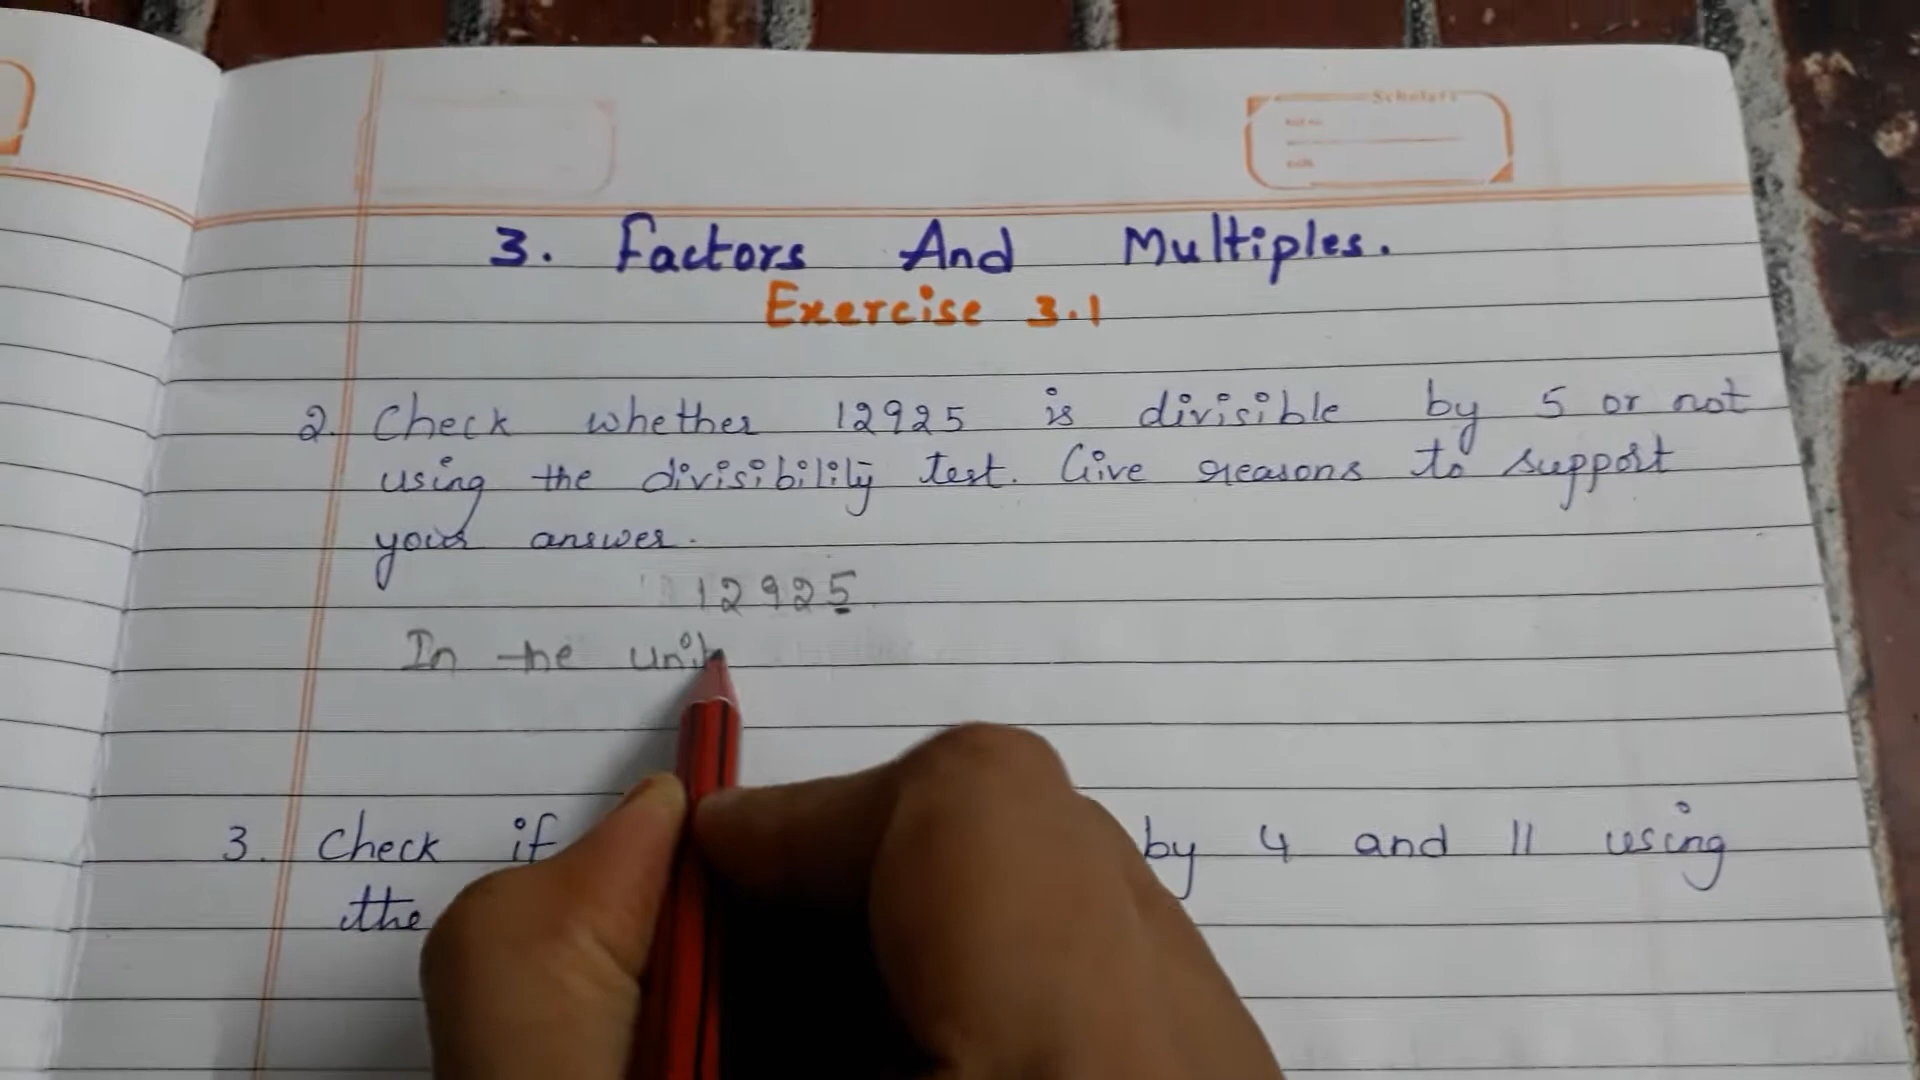 Scholars
3. Factors And Multiples.
Exercise 3.1
2. Check whether 12925 is divisible by 5 or not
using the divisibility test. Give reasons to support
your answer.
12925
In the unit
3. Check if by 4 and 11 using
the